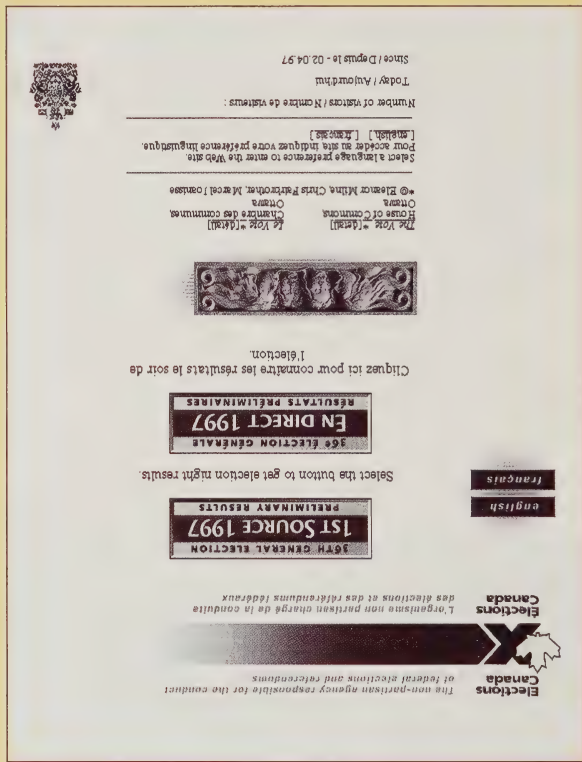 Elections
Canada
The non-partisan agency responsible for the conduct
of federal elections and referendums
Élections
Canada
L'organisme non partisan chargé de la conduite
des élections et des référendums fédéraux
english
français
36TH GENERAL ELECTION
1ST SOURCE 1997
PRELIMINARY RESULTS
Select the button to get election night results.
36e ÉLECTION GÉNÉRALE
EN DIRECT 1997
RÉSULTATS PRÉLIMINAIRES
Cliquez ici pour connaître les résultats le soir de
l'élection.
The Vote *[detail]
House of Commons,
Ottawa
Le Vote *[détail]
Chambre des communes,
Ottawa
*© Eleanor Milne, Chris Fairbrother, Marcel Joanisse
Select a language preference to enter the Web site.
Pour accéder au site indiquez votre préférence linguistique.
[english] [français]
Number of visitors / Nombre de visiteurs :
Today / Aujourd'hui
Since / Depuis le - 02.04.97